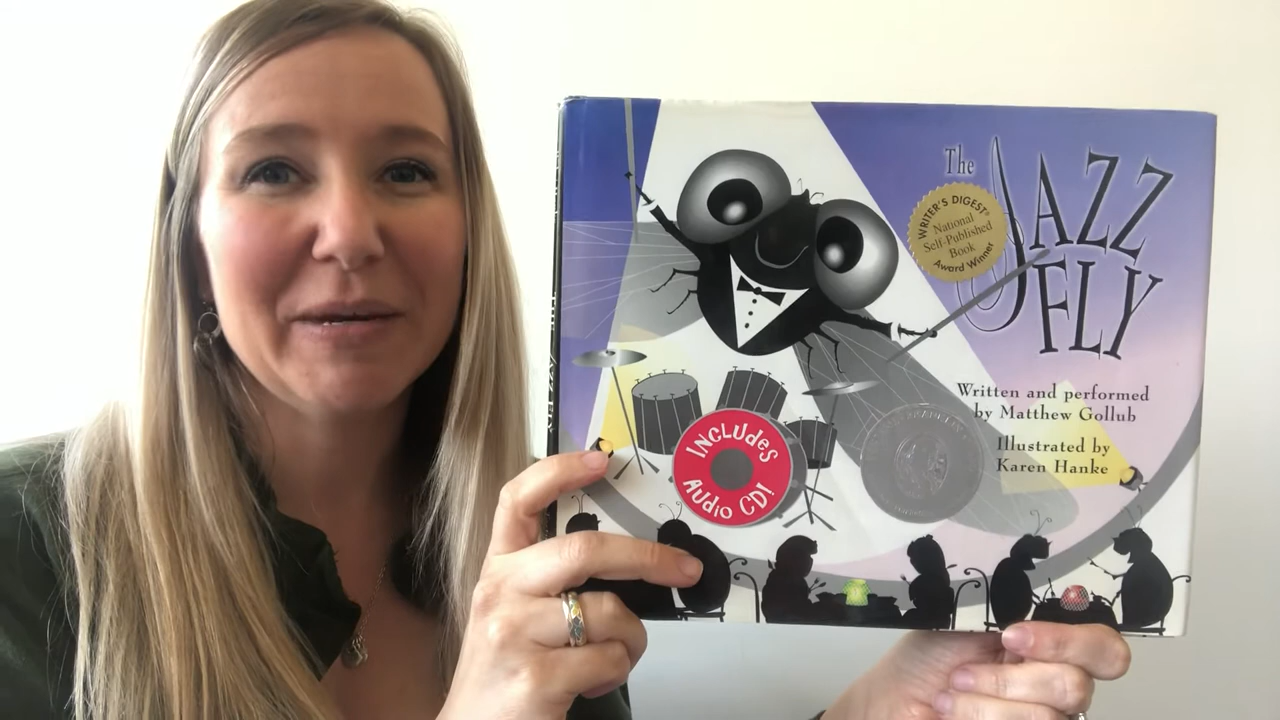 The
JAZZ
FLY
WRITER'S DIGEST®
National
Self-Published
Book
Award Winner
Written and performed
by Matthew Gollub
Illustrated by
Karen Hanke
INCLUDES
AUDIO CD!